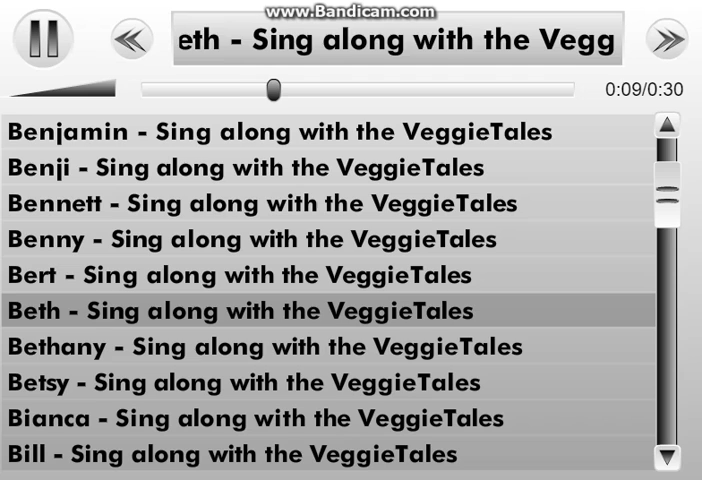 www.Bandicam.com
eth - Sing along with the Vegg
0:09/0:30
Benjamin - Sing along with the VeggieTales
Benji - Sing along with the VeggieTales
Bennett - Sing along with the VeggieTales
Benny - Sing along with the VeggieTales
Bert - Sing along with the VeggieTales
Beth - Sing along with the VeggieTales
Bethany - Sing along with the VeggieTales
Betsy - Sing along with the VeggieTales
Bianca - Sing along with the VeggieTales
Bill - Sing along with the VeggieTales